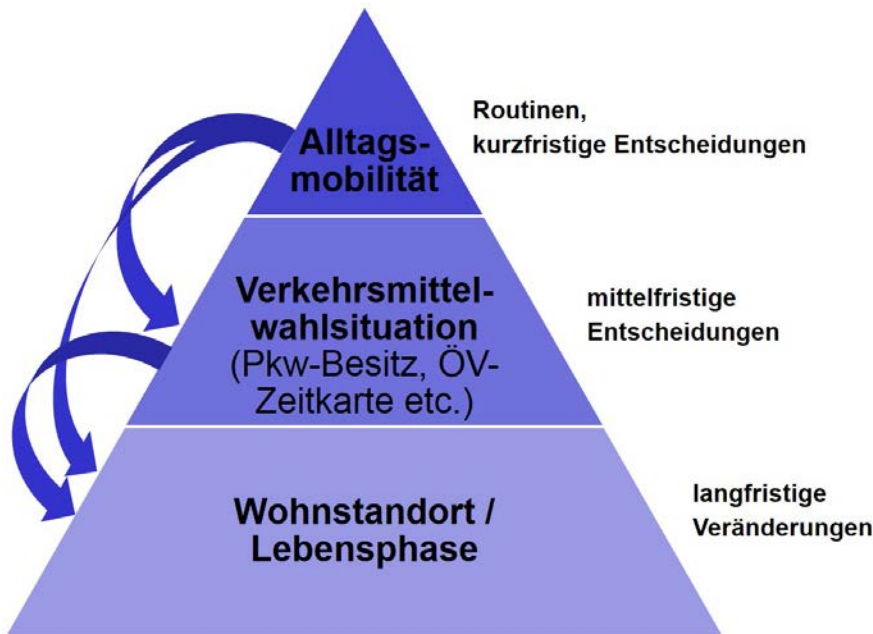 Alltags-
mobilität
Routinen,
kurzfristige Entscheidungen
Verkehrsmittel-
wahlsituation
(Pkw-Besitz, ÖV-
Zeitkarte etc.)
mittelfristige
Entscheidungen
Wohnstandort /
Lebensphase
langfristige
Veränderungen